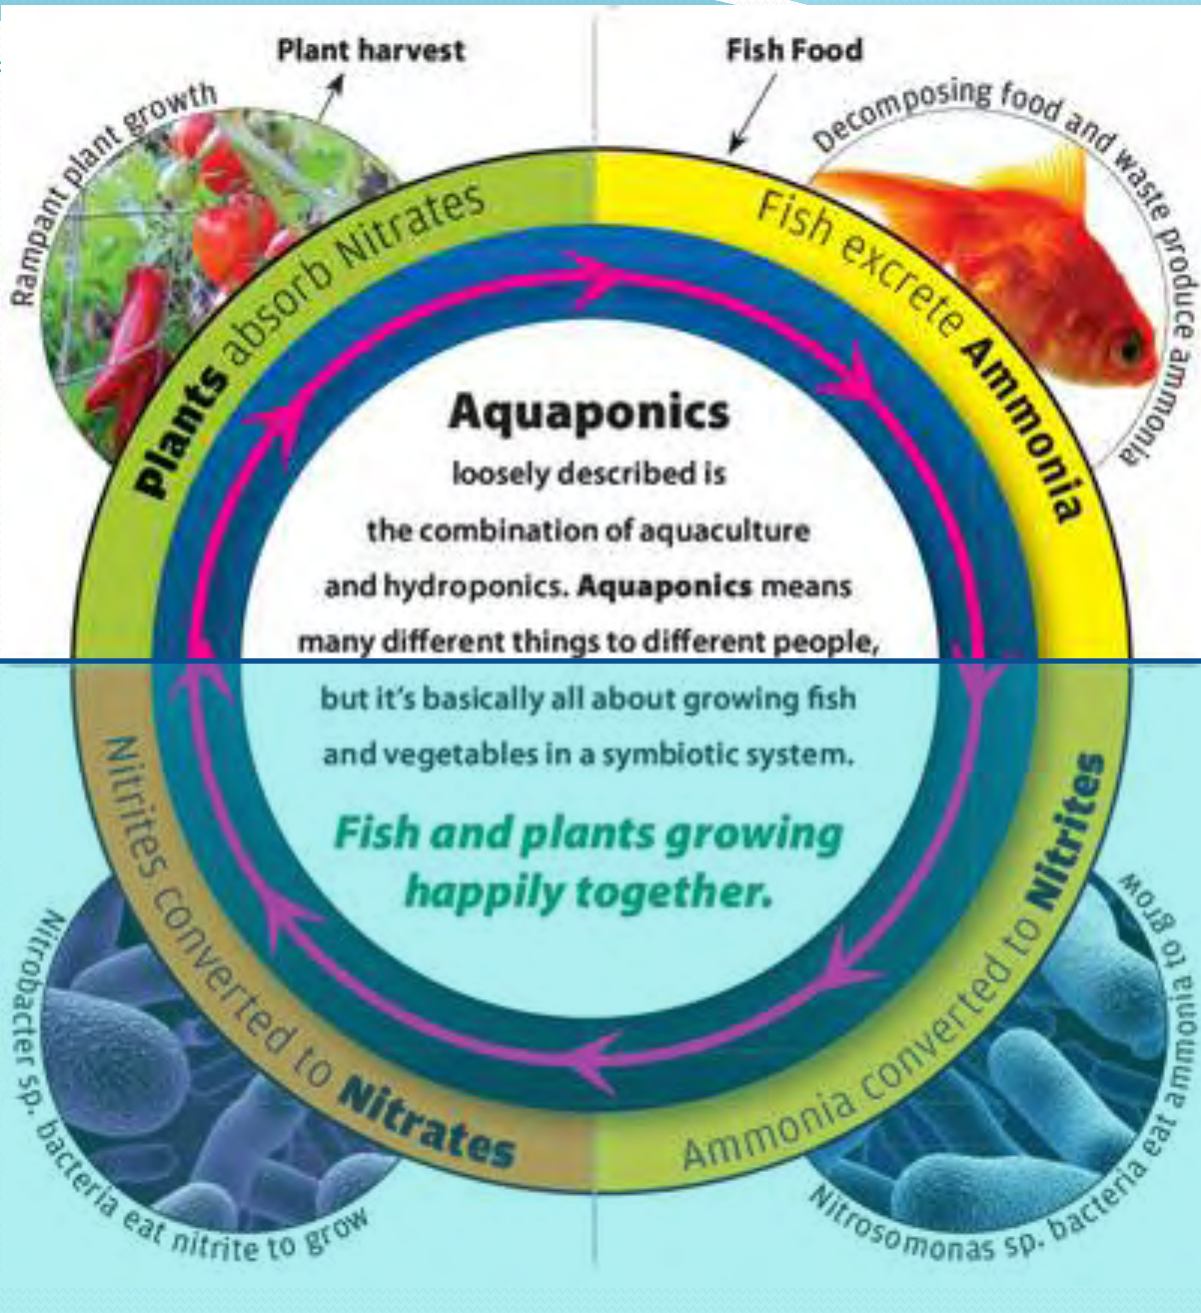 Plant harvest
Fish Food
Rampant plant growth
Decomposing food and waste produce ammonia
Plants absorb Nitrates
Fish excrete Ammonia
Aquaponics
loosely described is
the combination of aquaculture
and hydroponics. Aquaponics means
many different things to different people,
but it's basically all about growing fish
and vegetables in a symbiotic system.
Fish and plants growing
happily together.
Nitrites converted to Nitrates
Ammonia converted to Nitrites
Nitrobacter sp. bacteria eat nitrite to grow
Nitrosomonas sp. bacteria eat ammonia to grow